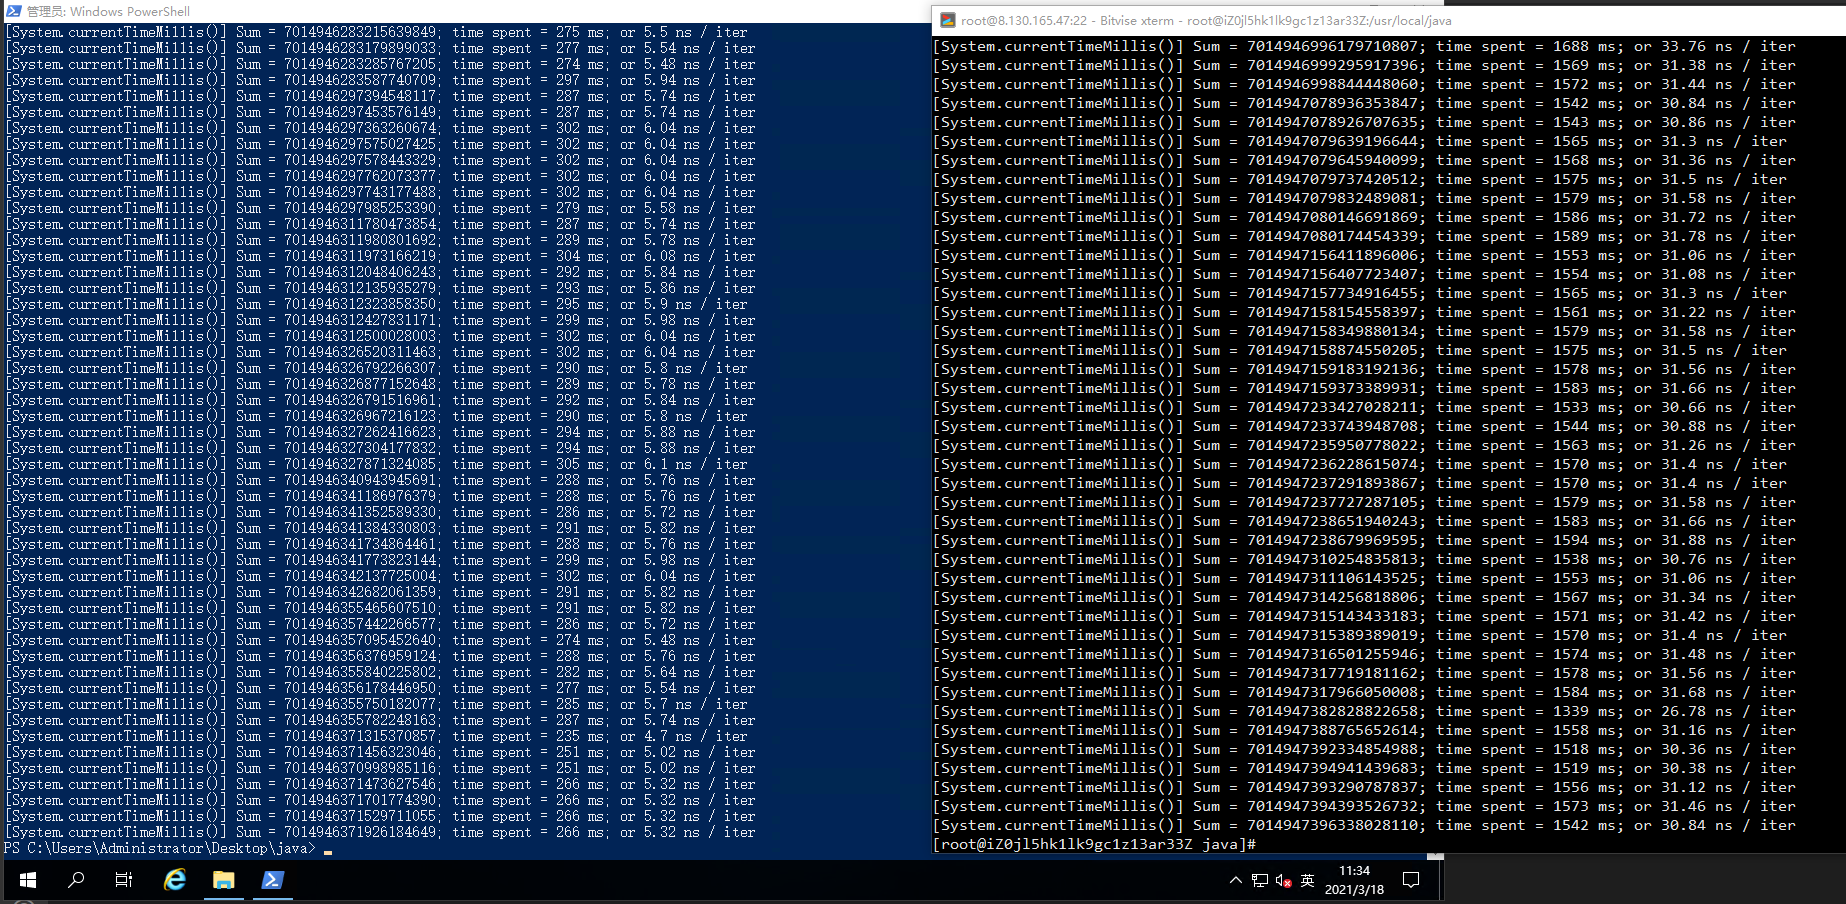 管理员: Windows PowerShell
[System.currentTimeMillis()] Sum = 7014946283215639849; time spent = 275 ms; or 5.5 ns / iter
[System.currentTimeMillis()] Sum = 7014946283179899033; time spent = 277 ms; or 5.54 ns / iter
[System.currentTimeMillis()] Sum = 7014946283285767205; time spent = 274 ms; or 5.48 ns / iter
[System.currentTimeMillis()] Sum = 7014946283587740709; time spent = 297 ms; or 5.94 ns / iter
[System.currentTimeMillis()] Sum = 7014946297394548117; time spent = 287 ms; or 5.74 ns / iter
[System.currentTimeMillis()] Sum = 7014946297453576149; time spent = 287 ms; or 5.74 ns / iter
[System.currentTimeMillis()] Sum = 7014946297363260674; time spent = 302 ms; or 6.04 ns / iter
[System.currentTimeMillis()] Sum = 7014946297575027425; time spent = 302 ms; or 6.04 ns / iter
[System.currentTimeMillis()] Sum = 7014946297578443329; time spent = 302 ms; or 6.04 ns / iter
[System.currentTimeMillis()] Sum = 7014946297762073377; time spent = 302 ms; or 6.04 ns / iter
[System.currentTimeMillis()] Sum = 7014946297743177488; time spent = 302 ms; or 6.04 ns / iter
[System.currentTimeMillis()] Sum = 7014946297985253390; time spent = 279 ms; or 5.58 ns / iter
[System.currentTimeMillis()] Sum = 7014946311780473854; time spent = 287 ms; or 5.74 ns / iter
[System.currentTimeMillis()] Sum = 7014946311980801692; time spent = 289 ms; or 5.78 ns / iter
[System.currentTimeMillis()] Sum = 7014946311973166219; time spent = 304 ms; or 6.08 ns / iter
[System.currentTimeMillis()] Sum = 7014946312048406243; time spent = 292 ms; or 5.84 ns / iter
[System.currentTimeMillis()] Sum = 7014946312135935279; time spent = 293 ms; or 5.86 ns / iter
[System.currentTimeMillis()] Sum = 7014946312323858350; time spent = 295 ms; or 5.9 ns / iter
[System.currentTimeMillis()] Sum = 7014946312427831171; time spent = 299 ms; or 5.98 ns / iter
[System.currentTimeMillis()] Sum = 7014946312500028003; time spent = 302 ms; or 6.04 ns / iter
[System.currentTimeMillis()] Sum = 7014946326520311463; time spent = 302 ms; or 6.04 ns / iter
[System.currentTimeMillis()] Sum = 7014946326792266307; time spent = 290 ms; or 5.8 ns / iter
[System.currentTimeMillis()] Sum = 7014946326877152648; time spent = 289 ms; or 5.78 ns / iter
[System.currentTimeMillis()] Sum = 7014946326791516961; time spent = 292 ms; or 5.84 ns / iter
[System.currentTimeMillis()] Sum = 7014946326967216123; time spent = 290 ms; or 5.8 ns / iter
[System.currentTimeMillis()] Sum = 7014946327262416623; time spent = 294 ms; or 5.88 ns / iter
[System.currentTimeMillis()] Sum = 7014946327304177832; time spent = 294 ms; or 5.88 ns / iter
[System.currentTimeMillis()] Sum = 7014946327871324085; time spent = 305 ms; or 6.1 ns / iter
[System.currentTimeMillis()] Sum = 7014946340943945691; time spent = 288 ms; or 5.76 ns / iter
[System.currentTimeMillis()] Sum = 7014946341186976379; time spent = 288 ms; or 5.76 ns / iter
[System.currentTimeMillis()] Sum = 7014946341352589330; time spent = 286 ms; or 5.72 ns / iter
[System.currentTimeMillis()] Sum = 7014946341384330803; time spent = 291 ms; or 5.82 ns / iter
[System.currentTimeMillis()] Sum = 7014946341734864461; time spent = 288 ms; or 5.76 ns / iter
[System.currentTimeMillis()] Sum = 7014946341773823144; time spent = 299 ms; or 5.98 ns / iter
[System.currentTimeMillis()] Sum = 7014946342137725004; time spent = 302 ms; or 6.04 ns / iter
[System.currentTimeMillis()] Sum = 7014946342682061359; time spent = 291 ms; or 5.82 ns / iter
[System.currentTimeMillis()] Sum = 7014946355465607510; time spent = 291 ms; or 5.82 ns / iter
[System.currentTimeMillis()] Sum = 7014946357442266577; time spent = 286 ms; or 5.72 ns / iter
[System.currentTimeMillis()] Sum = 7014946357095452640; time spent = 274 ms; or 5.48 ns / iter
[System.currentTimeMillis()] Sum = 7014946356376959124; time spent = 288 ms; or 5.76 ns / iter
[System.currentTimeMillis()] Sum = 7014946355840225802; time spent = 282 ms; or 5.64 ns / iter
[System.currentTimeMillis()] Sum = 7014946356178446950; time spent = 277 ms; or 5.54 ns / iter
[System.currentTimeMillis()] Sum = 7014946355750182077; time spent = 285 ms; or 5.7 ns / iter
[System.currentTimeMillis()] Sum = 7014946355782248163; time spent = 287 ms; or 5.74 ns / iter
[System.currentTimeMillis()] Sum = 7014946371315370857; time spent = 235 ms; or 4.7 ns / iter
[System.currentTimeMillis()] Sum = 7014946371456323046; time spent = 251 ms; or 5.02 ns / iter
[System.currentTimeMillis()] Sum = 7014946370998985116; time spent = 251 ms; or 5.02 ns / iter
[System.currentTimeMillis()] Sum = 7014946371473627546; time spent = 266 ms; or 5.32 ns / iter
[System.currentTimeMillis()] Sum = 7014946371701774390; time spent = 266 ms; or 5.32 ns / iter
[System.currentTimeMillis()] Sum = 7014946371529711055; time spent = 266 ms; or 5.32 ns / iter
[System.currentTimeMillis()] Sum = 7014946371926184649; time spent = 266 ms; or 5.32 ns / iter
PS C:\Users\Administrator\Desktop\java>
root@8.130.165.47:22 - Bitvise xterm - root@iZ0jl5hk1lk9gc1z13ar33Z:/usr/local/java
[System.currentTimeMillis()] Sum = 7014946996179710807; time spent = 1688 ms; or 33.76 ns / iter
[System.currentTimeMillis()] Sum = 7014946999295917396; time spent = 1569 ms; or 31.38 ns / iter
[System.currentTimeMillis()] Sum = 7014946998844448060; time spent = 1572 ms; or 31.44 ns / iter
[System.currentTimeMillis()] Sum = 7014947078936353847; time spent = 1542 ms; or 30.84 ns / iter
[System.currentTimeMillis()] Sum = 7014947078926707635; time spent = 1543 ms; or 30.86 ns / iter
[System.currentTimeMillis()] Sum = 7014947079639196644; time spent = 1565 ms; or 31.3 ns / iter
[System.currentTimeMillis()] Sum = 7014947079645940099; time spent = 1568 ms; or 31.36 ns / iter
[System.currentTimeMillis()] Sum = 7014947079737420512; time spent = 1575 ms; or 31.5 ns / iter
[System.currentTimeMillis()] Sum = 7014947079832489081; time spent = 1579 ms; or 31.58 ns / iter
[System.currentTimeMillis()] Sum = 7014947080146691869; time spent = 1586 ms; or 31.72 ns / iter
[System.currentTimeMillis()] Sum = 7014947080174454339; time spent = 1589 ms; or 31.78 ns / iter
[System.currentTimeMillis()] Sum = 7014947156411896006; time spent = 1553 ms; or 31.06 ns / iter
[System.currentTimeMillis()] Sum = 7014947156407723407; time spent = 1554 ms; or 31.08 ns / iter
[System.currentTimeMillis()] Sum = 7014947157734916455; time spent = 1565 ms; or 31.3 ns / iter
[System.currentTimeMillis()] Sum = 7014947158154558397; time spent = 1561 ms; or 31.22 ns / iter
[System.currentTimeMillis()] Sum = 7014947158349880134; time spent = 1579 ms; or 31.58 ns / iter
[System.currentTimeMillis()] Sum = 7014947158874550205; time spent = 1575 ms; or 31.5 ns / iter
[System.currentTimeMillis()] Sum = 7014947159183192136; time spent = 1578 ms; or 31.56 ns / iter
[System.currentTimeMillis()] Sum = 7014947159373389931; time spent = 1583 ms; or 31.66 ns / iter
[System.currentTimeMillis()] Sum = 7014947233427028211; time spent = 1533 ms; or 30.66 ns / iter
[System.currentTimeMillis()] Sum = 7014947233743948708; time spent = 1544 ms; or 30.88 ns / iter
[System.currentTimeMillis()] Sum = 7014947235950778022; time spent = 1563 ms; or 31.26 ns / iter
[System.currentTimeMillis()] Sum = 7014947236228615074; time spent = 1570 ms; or 31.4 ns / iter
[System.currentTimeMillis()] Sum = 7014947237291893867; time spent = 1570 ms; or 31.4 ns / iter
[System.currentTimeMillis()] Sum = 7014947237727287105; time spent = 1579 ms; or 31.58 ns / iter
[System.currentTimeMillis()] Sum = 7014947238651940243; time spent = 1583 ms; or 31.66 ns / iter
[System.currentTimeMillis()] Sum = 7014947238679969595; time spent = 1594 ms; or 31.88 ns / iter
[System.currentTimeMillis()] Sum = 7014947310254835813; time spent = 1538 ms; or 30.76 ns / iter
[System.currentTimeMillis()] Sum = 7014947311106143525; time spent = 1553 ms; or 31.06 ns / iter
[System.currentTimeMillis()] Sum = 7014947314256818806; time spent = 1567 ms; or 31.34 ns / iter
[System.currentTimeMillis()] Sum = 7014947315143433183; time spent = 1571 ms; or 31.42 ns / iter
[System.currentTimeMillis()] Sum = 7014947315389389019; time spent = 1570 ms; or 31.4 ns / iter
[System.currentTimeMillis()] Sum = 7014947316501255946; time spent = 1574 ms; or 31.48 ns / iter
[System.currentTimeMillis()] Sum = 7014947317719181162; time spent = 1578 ms; or 31.56 ns / iter
[System.currentTimeMillis()] Sum = 7014947317966050008; time spent = 1584 ms; or 31.68 ns / iter
[System.currentTimeMillis()] Sum = 7014947382828822658; time spent = 1339 ms; or 26.78 ns / iter
[System.currentTimeMillis()] Sum = 7014947388765652614; time spent = 1558 ms; or 31.16 ns / iter
[System.currentTimeMillis()] Sum = 7014947392334854988; time spent = 1518 ms; or 30.36 ns / iter
[System.currentTimeMillis()] Sum = 7014947394941439683; time spent = 1519 ms; or 30.38 ns / iter
[System.currentTimeMillis()] Sum = 7014947393290787837; time spent = 1556 ms; or 31.12 ns / iter
[System.currentTimeMillis()] Sum = 7014947394393526732; time spent = 1573 ms; or 31.46 ns / iter
[System.currentTimeMillis()] Sum = 7014947396338028110; time spent = 1542 ms; or 30.84 ns / iter
[root@iZ0jl5hk1lk9gc1z13ar33Z java]#
英
11:34
2021/3/18